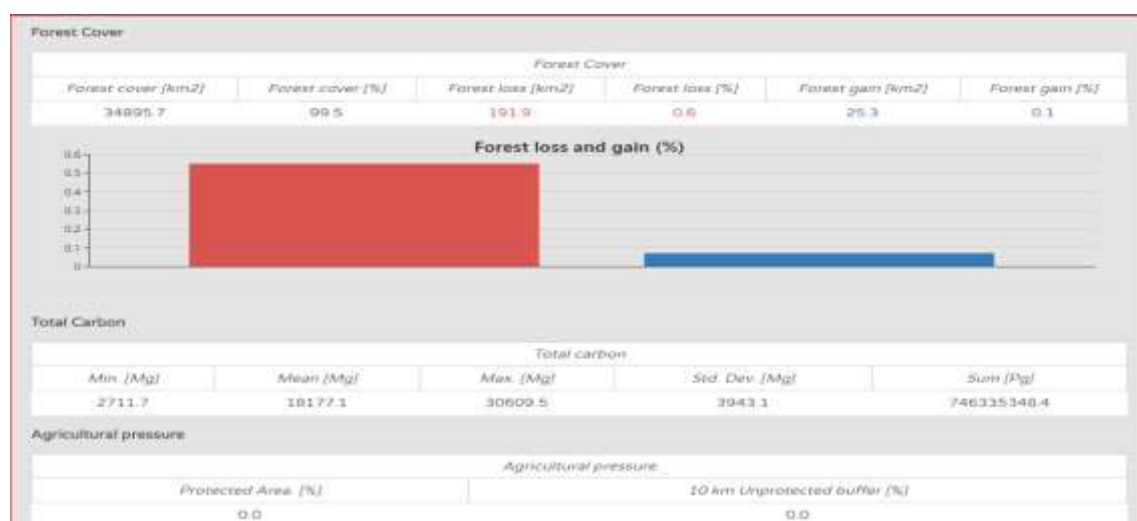 Forest Cover
Forest Cover
Forest cover [km2] Forest cover [%] Forest loss [km2] Forest loss [%] Forest gain [km2] Forest gain [%]
34895.7 99.5 191.9 0.6 25.3 0.1
Forest loss and gain (%)
0.6
0.5
0.4
0.3
0.2
0.1
0
Total Carbon
Total carbon
Min. [Mg] Mean [Mg] Max. [Mg] Std. Dev. [Mg] Sum [Pg]
2711.7 18177.1 30609.5 3943.1 746335348.4
Agricultural pressure
Agricultural pressure
Protected Area. [%] 10 km Unprotected buffer [%]
0.0 0.0